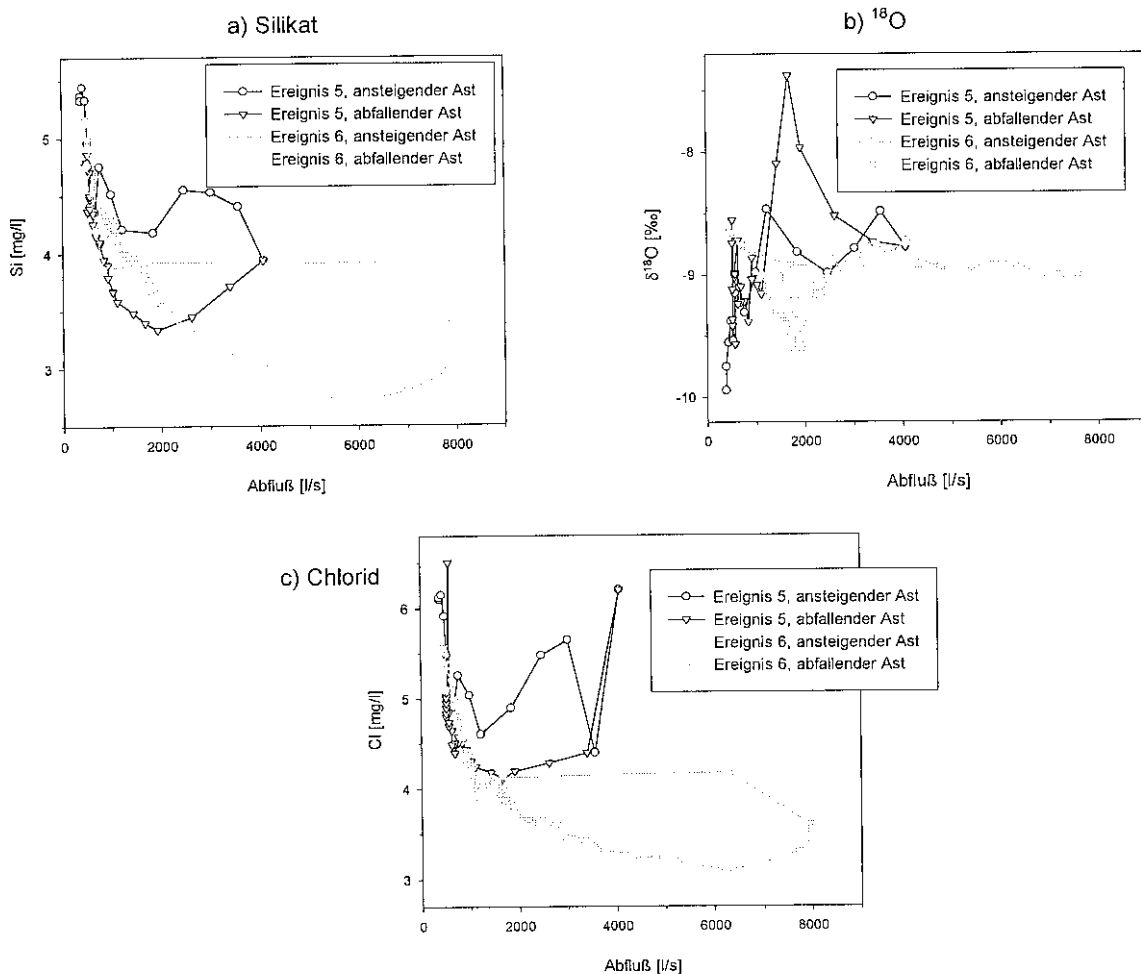 a) Silikat
Ereignis 5, ansteigender Ast
Ereignis 5, abfallender Ast
Ereignis 6, ansteigender Ast
Ereignis 6, abfallender Ast
5
4
3
Si [mg/l]
0 2000 4000 6000 8000
Abfluß [l/s]
b) ¹⁸O
Ereignis 5, ansteigender Ast
Ereignis 5, abfallender Ast
Ereignis 6, ansteigender Ast
Ereignis 6, abfallender Ast
-8
-9
-10
δ¹⁸O [‰]
0 2000 4000 6000 8000
Abfluß [l/s]
c) Chlorid
Ereignis 5, ansteigender Ast
Ereignis 5, abfallender Ast
Ereignis 6, ansteigender Ast
Ereignis 6, abfallender Ast
6
5
4
3
Cl [mg/l]
0 2000 4000 6000 8000
Abfluß [l/s]